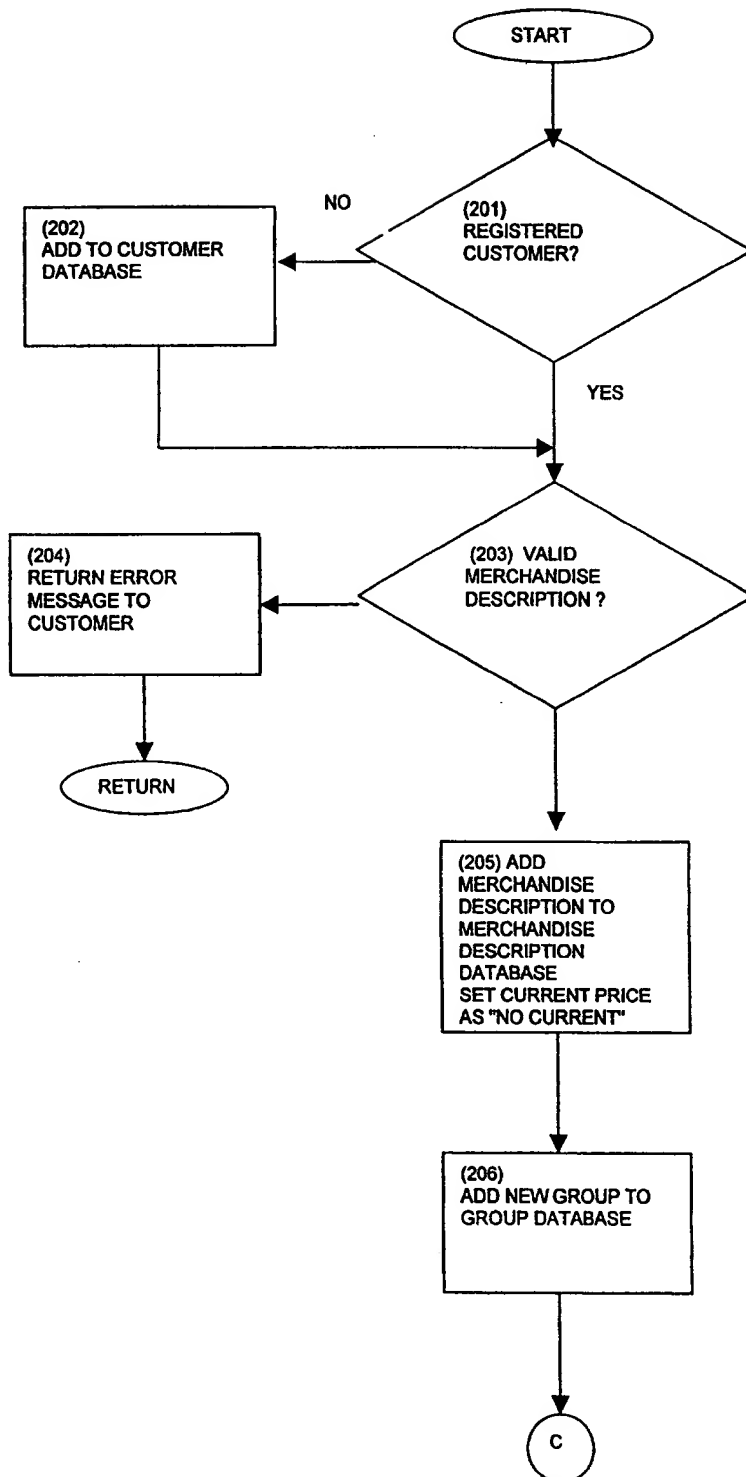 START
NO
(201)
REGISTERED
CUSTOMER?
(202)
ADD TO CUSTOMER
DATABASE
YES
(203) VALID
MERCHANDISE
DESCRIPTION ?
(204)
RETURN ERROR
MESSAGE TO
CUSTOMER
RETURN
(205) ADD
MERCHANDISE
DESCRIPTION TO
MERCHANDISE
DESCRIPTION
DATABASE
SET CURRENT PRICE
AS "NO CURRENT"
(206)
ADD NEW GROUP TO
GROUP DATABASE
C